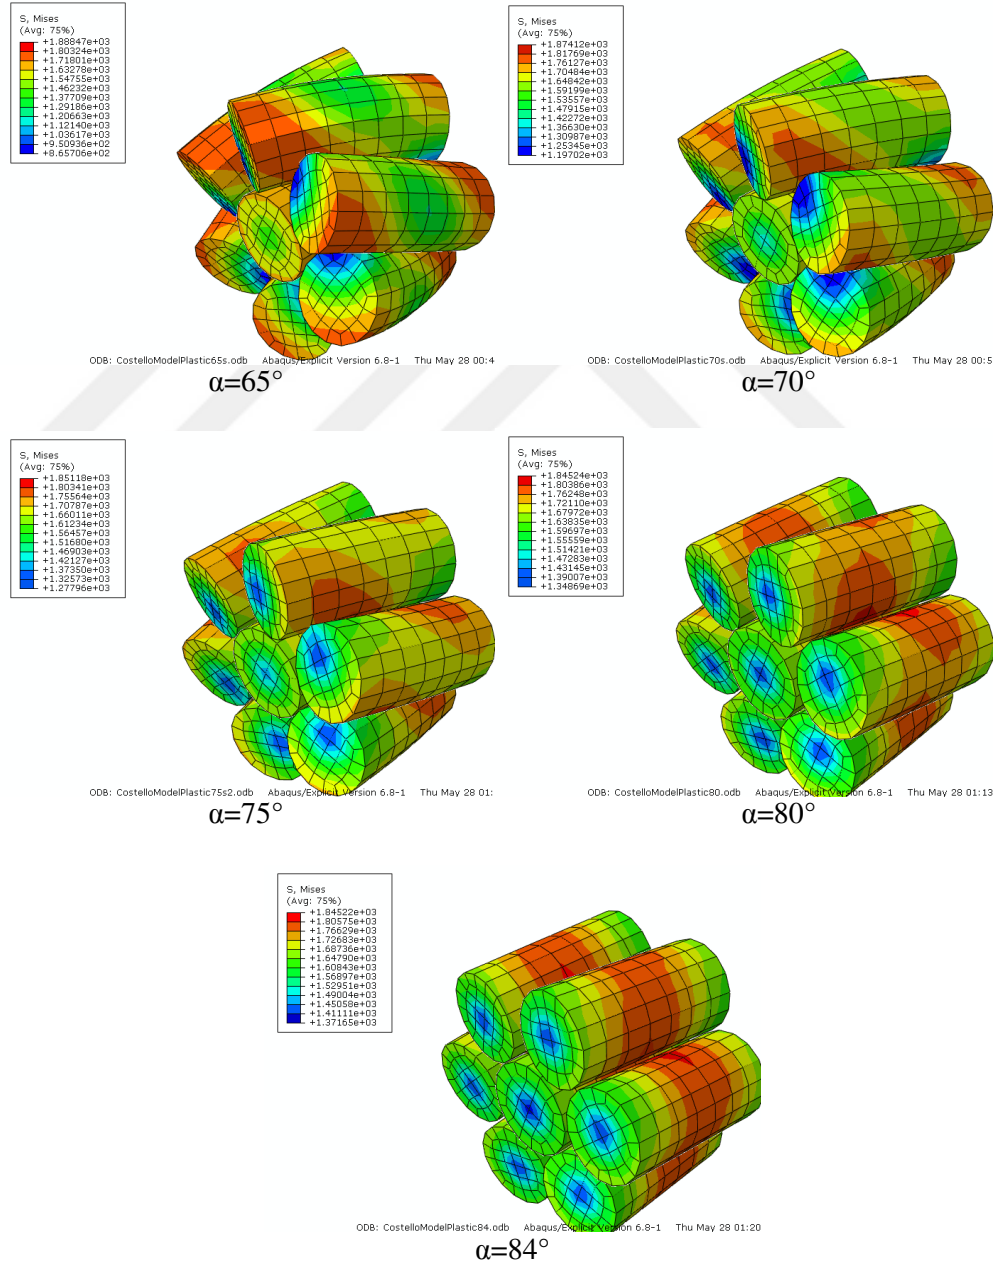 S, Mises
(Avg: 75%)
+1.88847e+03
+1.80324e+03
+1.71801e+03
+1.63278e+03
+1.54755e+03
+1.46232e+03
+1.37709e+03
+1.29186e+03
+1.20663e+03
+1.12140e+03
+1.03617e+03
+9.50936e+02
+8.65706e+02
ODB: CostelloModelPlastic65s.odb Abaqus/Explicit Version 6.8-1 Thu May 28 00:4
α=65°
S, Mises
(Avg: 75%)
+1.87412e+03
+1.81769e+03
+1.76127e+03
+1.70484e+03
+1.64842e+03
+1.59199e+03
+1.53557e+03
+1.47915e+03
+1.42272e+03
+1.36630e+03
+1.30987e+03
+1.25345e+03
+1.19702e+03
ODB: CostelloModelPlastic70s.odb Abaqus/Explicit Version 6.8-1 Thu May 28 00:5
α=70°
S, Mises
(Avg: 75%)
+1.85118e+03
+1.80341e+03
+1.75564e+03
+1.70787e+03
+1.66011e+03
+1.61234e+03
+1.56457e+03
+1.51680e+03
+1.46903e+03
+1.42127e+03
+1.37350e+03
+1.32573e+03
+1.27796e+03
ODB: CostelloModelPlastic75s2.odb Abaqus/Explicit Version 6.8-1 Thu May 28 01:
α=75°
S, Mises
(Avg: 75%)
+1.84524e+03
+1.80386e+03
+1.76248e+03
+1.72110e+03
+1.67972e+03
+1.63835e+03
+1.59697e+03
+1.55559e+03
+1.51421e+03
+1.47283e+03
+1.43145e+03
+1.39007e+03
+1.34869e+03
ODB: CostelloModelPlastic80.odb Abaqus/Explicit Version 6.8-1 Thu May 28 01:13
α=80°
S, Mises
(Avg: 75%)
+1.84522e+03
+1.80575e+03
+1.76629e+03
+1.72683e+03
+1.68736e+03
+1.64790e+03
+1.60843e+03
+1.56897e+03
+1.52951e+03
+1.49004e+03
+1.45058e+03
+1.41111e+03
+1.37165e+03
ODB: CostelloModelPlastic84.odb Abaqus/Explicit Version 6.8-1 Thu May 28 01:20
α=84°